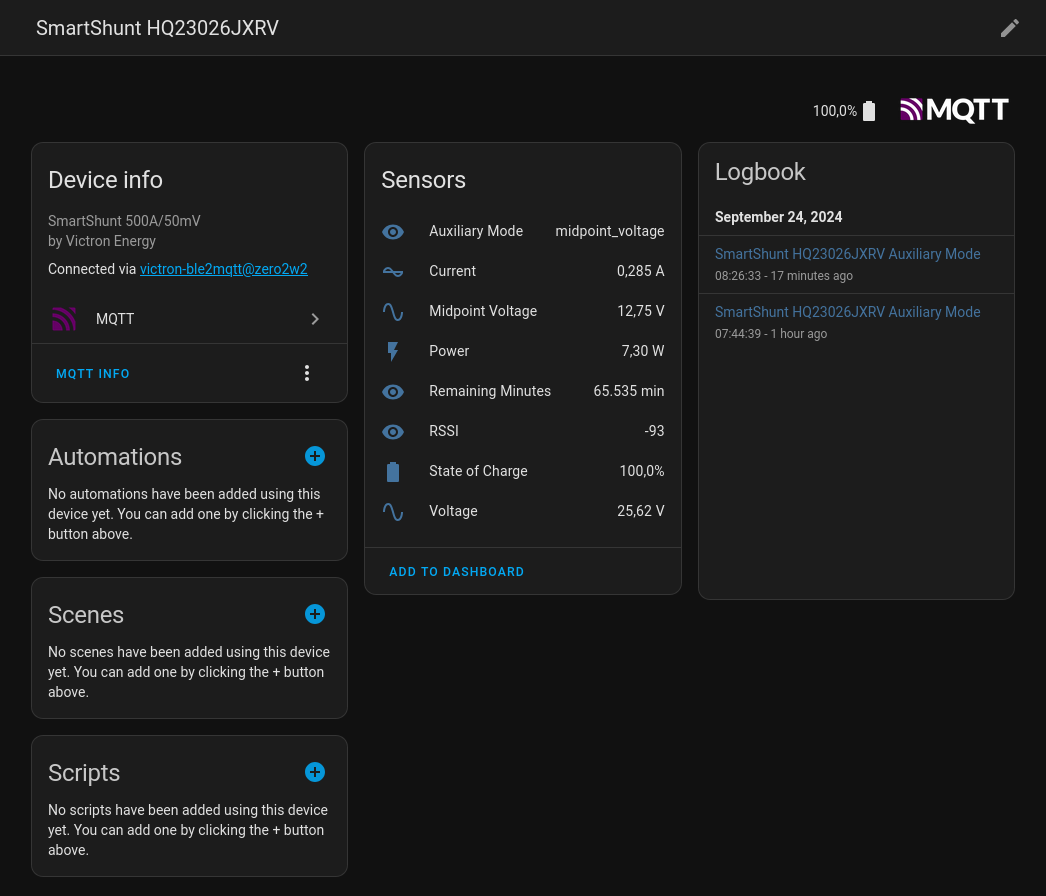 SmartShunt HQ23026JXRV
100,0%
MQTT
Device info
SmartShunt 500A/50mV
by Victron Energy
Connected via victron-ble2mqtt@zero2w2
MQTT
MQTT INFO
Automations
No automations have been added using this
device yet. You can add one by clicking the +
button above.
Scenes
No scenes have been added using this device
yet. You can add one by clicking the + button
above.
Scripts
No scripts have been added using this device
yet. You can add one by clicking the + button
above.
Sensors
Auxiliary Mode midpoint_voltage
Current 0,285 A
Midpoint Voltage 12,75 V
Power 7,30 W
Remaining Minutes 65.535 min
RSSI -93
State of Charge 100,0%
Voltage 25,62 V
ADD TO DASHBOARD
Logbook
September 24, 2024
SmartShunt HQ23026JXRV Auxiliary Mode
08:26:33 - 17 minutes ago
SmartShunt HQ23026JXRV Auxiliary Mode
07:44:39 - 1 hour ago